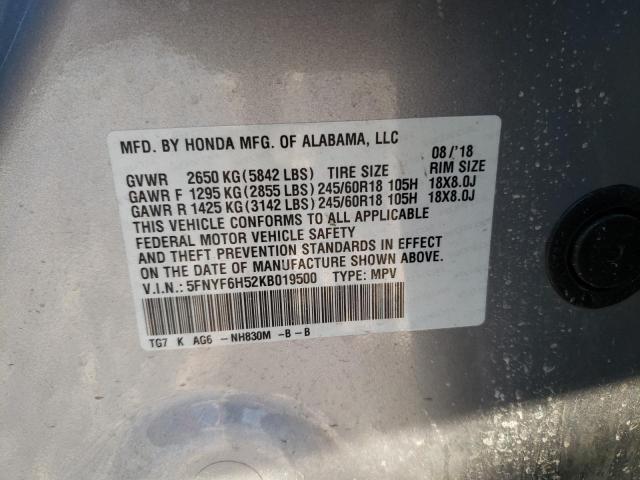 MFD. BY HONDA MFG. OF ALABAMA, LLC 08/'18
GVWR 2650 KG(5842 LBS) TIRE SIZE RIM SIZE
GAWR F 1295 KG(2855 LBS) 245/60R18 105H 18X8.0J
GAWR R 1425 KG(3142 LBS) 245/60R18 105H 18X8.0J
THIS VEHICLE CONFORMS TO ALL APPLICABLE
FEDERAL MOTOR VEHICLE SAFETY
AND THEFT PREVENTION STANDARDS IN EFFECT
ON THE DATE OF MANUFACTURE SHOWN ABOVE.
V.I.N.: 5FNYF6H52KB019500 TYPE: MPV
TG7 K AG6 -NH830M -B -B